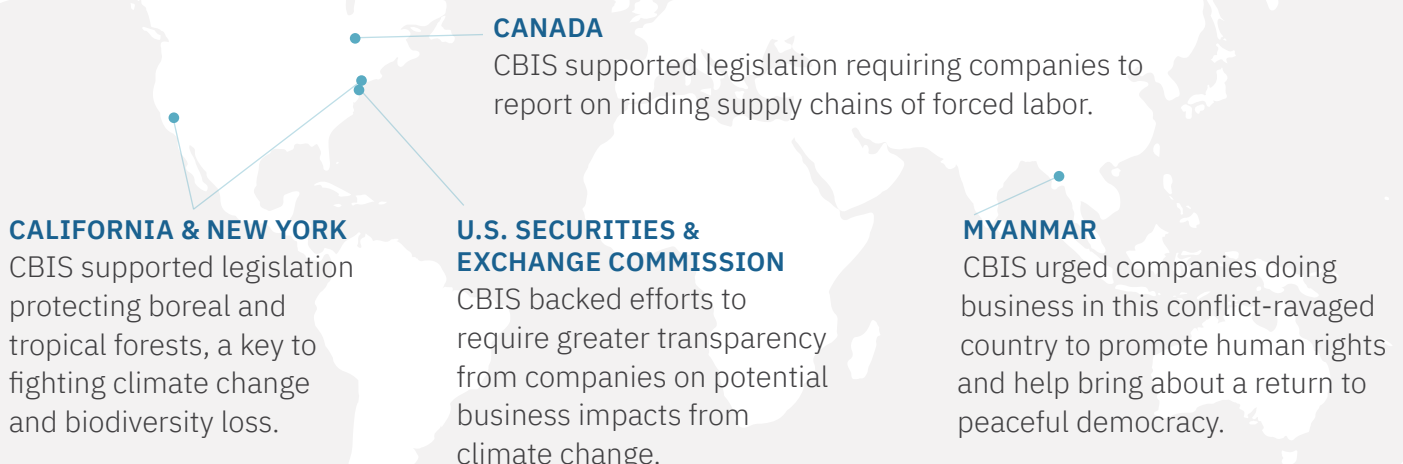 CANADA
CBIS supported legislation requiring companies to
report on ridding supply chains of forced labor.
CALIFORNIA & NEW YORK
CBIS supported legislation
protecting boreal and
tropical forests, a key to
fighting climate change
and biodiversity loss.
U.S. SECURITIES &
EXCHANGE COMMISSION
CBIS backed efforts to
require greater transparency
from companies on potential
business impacts from
climate change.
MYANMAR
CBIS urged companies doing
business in this conflict-ravaged
country to promote human rights
and help bring about a return to
peaceful democracy.